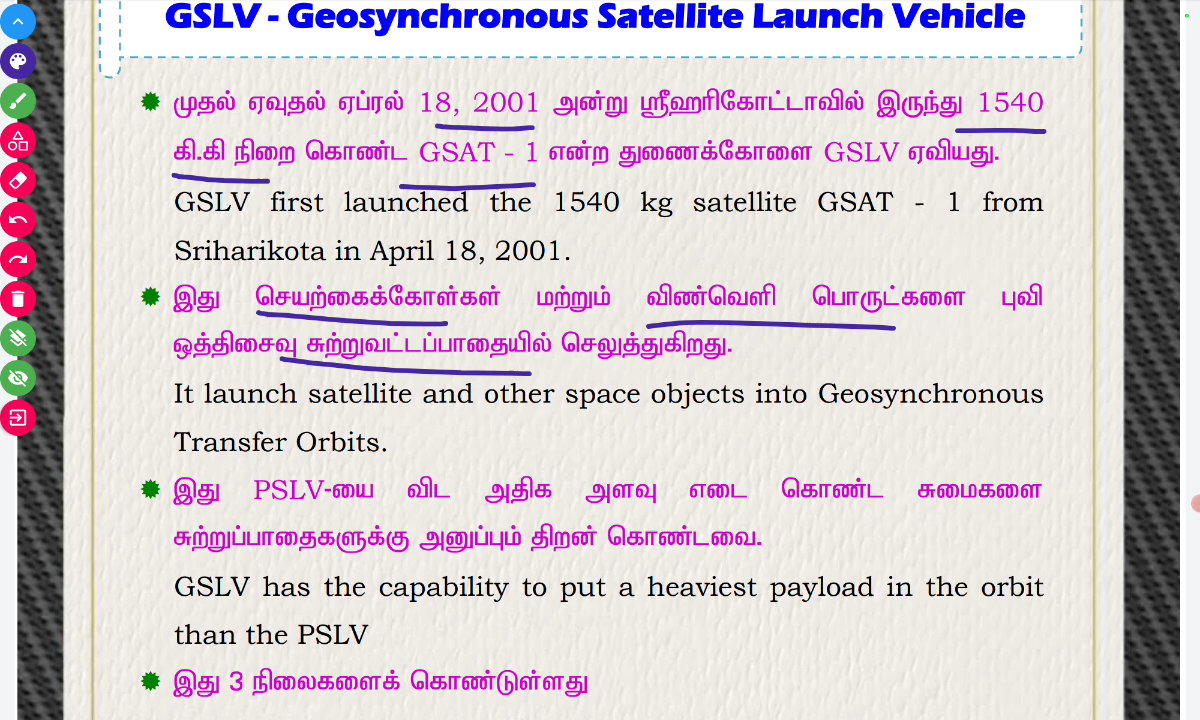 GSLV - Geosynchronous Satellite Launch Vehicle
முதல் ஏவுதல் ஏப்ரல் 18, 2001 அன்று ஸ்ரீஹரிகோட்டாவில் இருந்து 1540
கி.கி நிறை கொண்ட GSAT - 1 என்ற துணைக்கோளை GSLV ஏவியது.
GSLV first launched the 1540 kg satellite GSAT - 1 from
Sriharikota in April 18, 2001.
இது செயற்கைக்கோள்கள் மற்றும் விண்வெளி பொருட்களை புவி
ஒத்திசைவு சுற்றுவட்டப்பாதையில் செலுத்துகிறது.
It launch satellite and other space objects into Geosynchronous
Transfer Orbits.
இது PSLV-யை விட அதிக அளவு எடை கொண்ட சுமைகளை
சுற்றுப்பாதைகளுக்கு அனுப்பும் திறன் கொண்டவை.
GSLV has the capability to put a heaviest payload in the orbit
than the PSLV
இது 3 நிலைகளைக் கொண்டுள்ளது